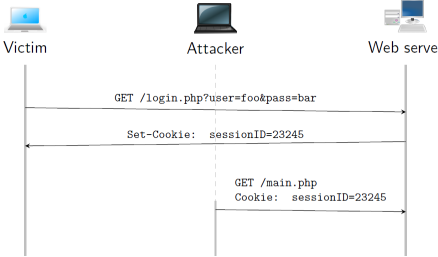 Victim
Attacker
Web serve
GET /login.php?user=foo&pass=bar
Set-Cookie: sessionID=23245
GET /main.php
Cookie: sessionID=23245